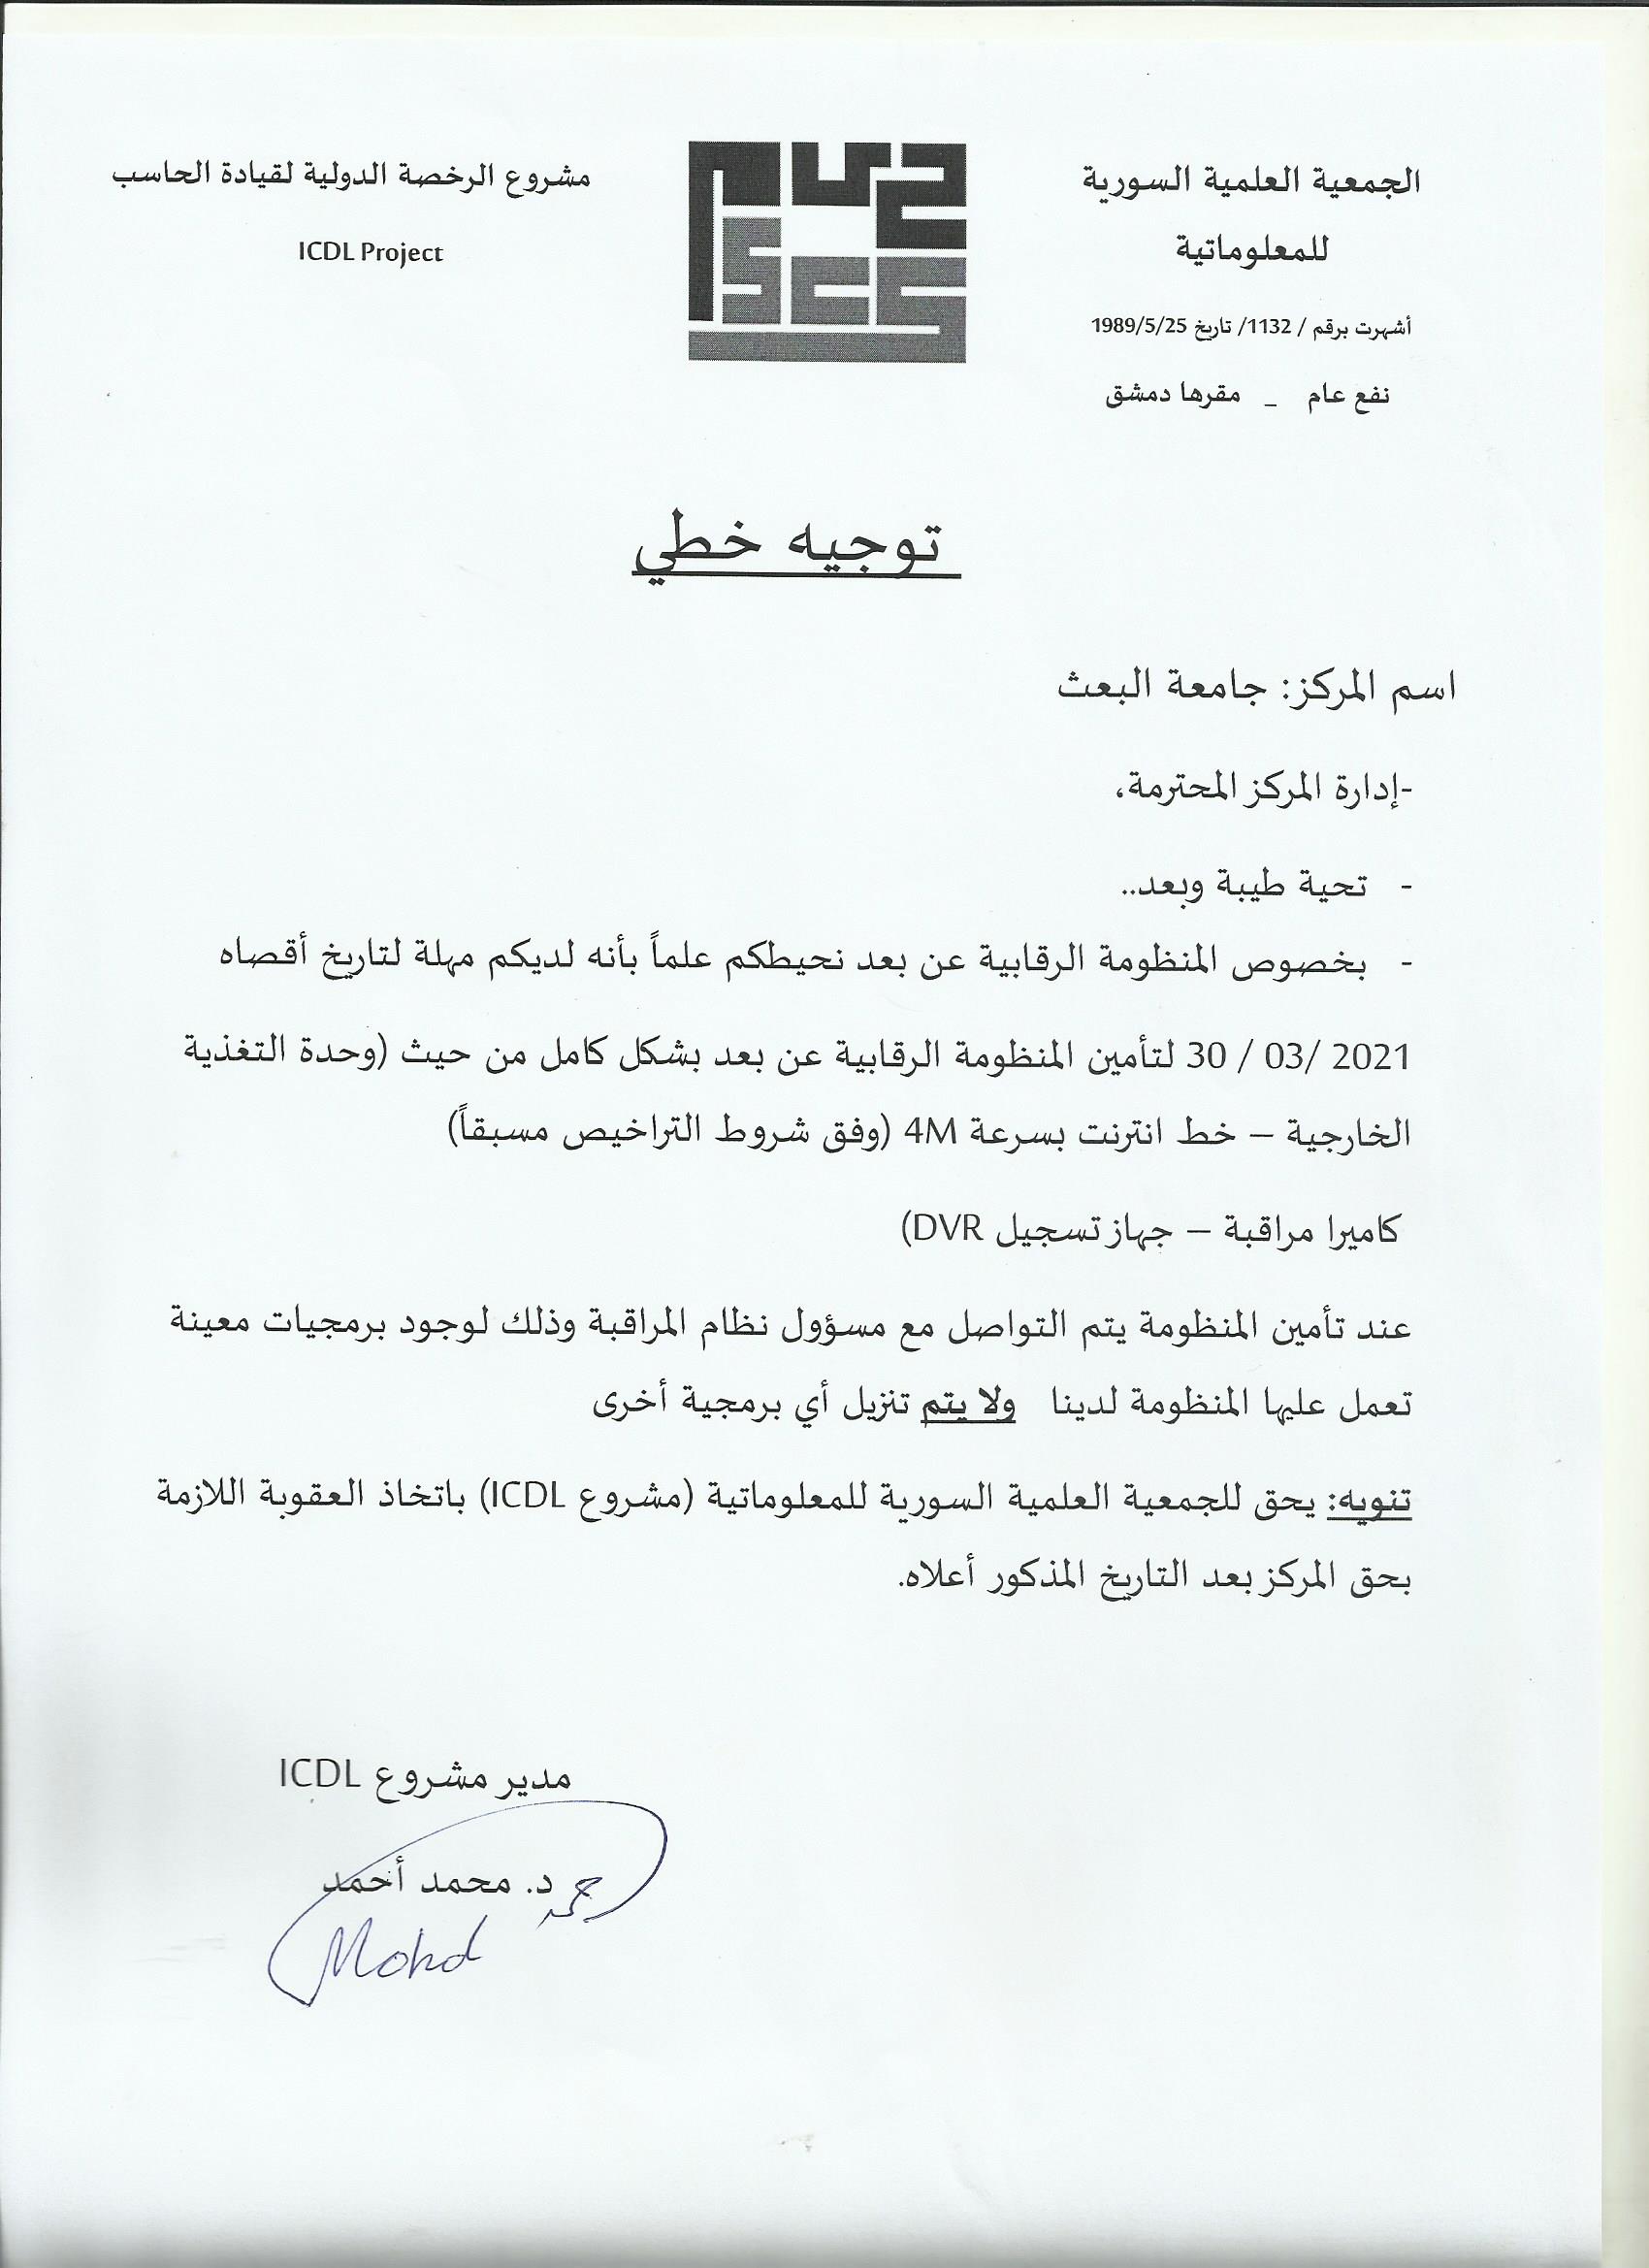 الجمعية العلمية السورية
للمعلوماتية
أشهرت برقم / 1132/ تاريخ 1989/5/25
نفع عام _ مقرها دمشق
SCS
مشروع الرخصة الدولية لقيادة الحاسب
ICDL Project
توجيه خطي
اسم المركز: جامعة البعث
-إدارة المركز المحترمة،
- تحية طيبة وبعد..
- بخصوص المنظومة الرقابية عن بعد نحيطكم علماً بأنه لديكم مهلة لتاريخ أقصاه
30 / 03/ 2021 لتأمين المنظومة الرقابية عن بعد بشكل كامل من حيث (وحدة التغذية
الخارجية – خط انترنت بسرعة 4M (وفق شروط التراخيص مسبقاً)
كاميرا مراقبة – جهاز تسجيل DVR)
عند تأمين المنظومة يتم التواصل مع مسؤول نظام المراقبة وذلك لوجود برمجيات معينة
تعمل عليها المنظومة لدينا ولا يتم تنزيل أي برمجية أخرى
تنويه: يحق للجمعية العلمية السورية للمعلوماتية (مشروع ICDL) باتخاذ العقوبة اللازمة
بحق المركز بعد التاريخ المذكور أعلاه.
مدير مشروع ICDL
د. محمد أحمد
Mohd